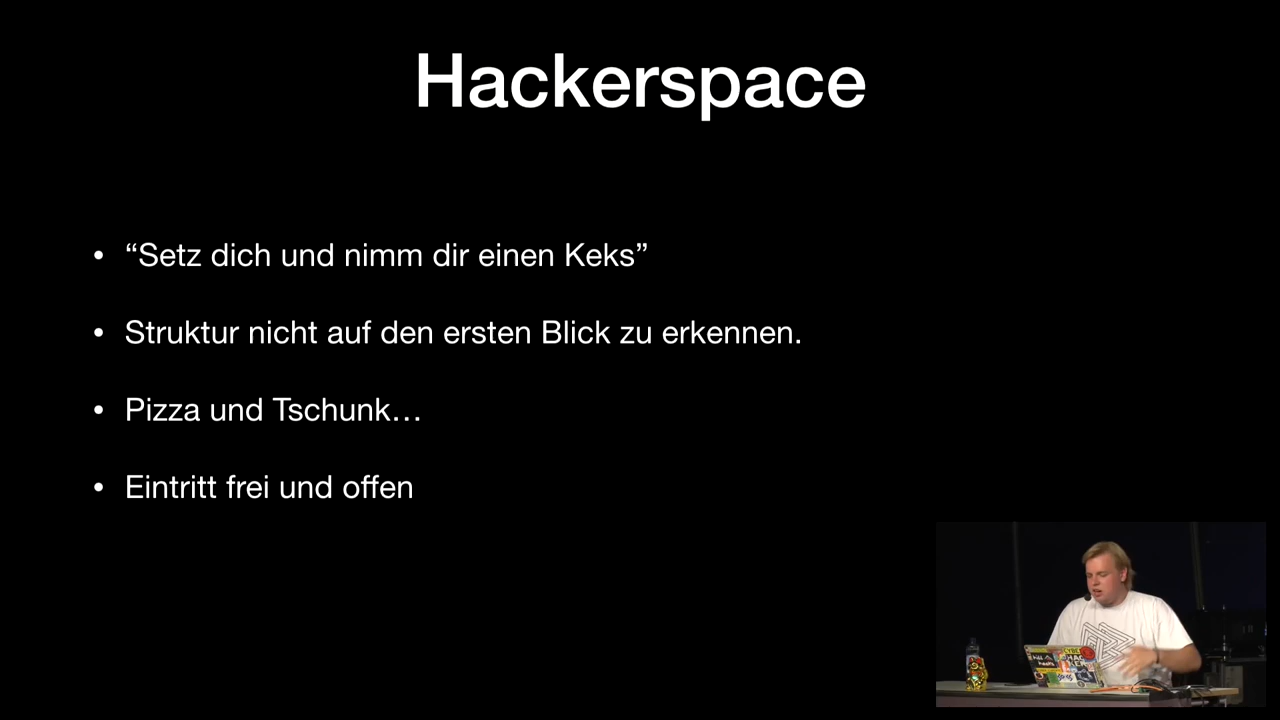 Hackerspace
• “Setz dich und nimm dir einen Keks”
• Struktur nicht auf den ersten Blick zu erkennen.
• Pizza und Tschunk…
• Eintritt frei und offen